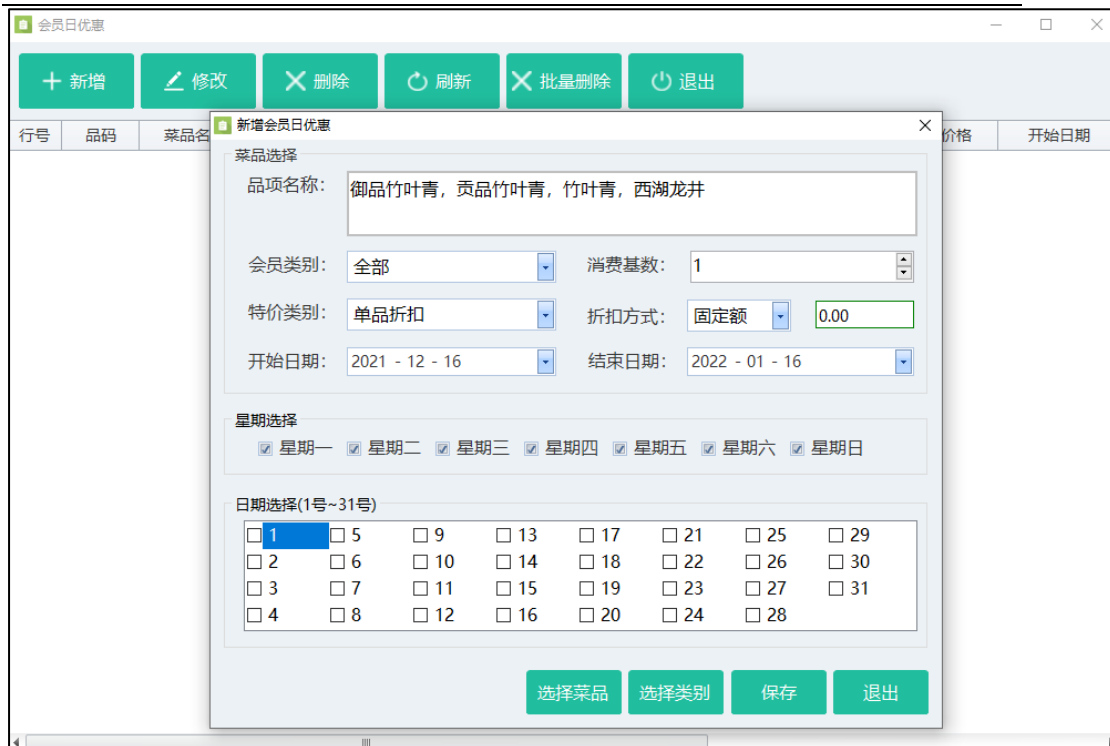 会员日优惠
新增 修改 删除 刷新 批量删除 退出
行号 品码 菜品名 价格 开始日期
新增会员日优惠
菜品选择
品项名称: 御品竹叶青，贡品竹叶青，竹叶青，西湖龙井
会员类别: 全部 消费基数: 1
特价类别: 单品折扣 折扣方式: 固定额 0.00
开始日期: 2021 - 12 - 16 结束日期: 2022 - 01 - 16
星期选择
星期一 星期二 星期三 星期四 星期五 星期六 星期日
日期选择(1号~31号)
1 5 9 13 17 21 25 29
2 6 10 14 18 22 26 30
3 7 11 15 19 23 27 31
4 8 12 16 20 24 28
选择菜品 选择类别 保存 退出